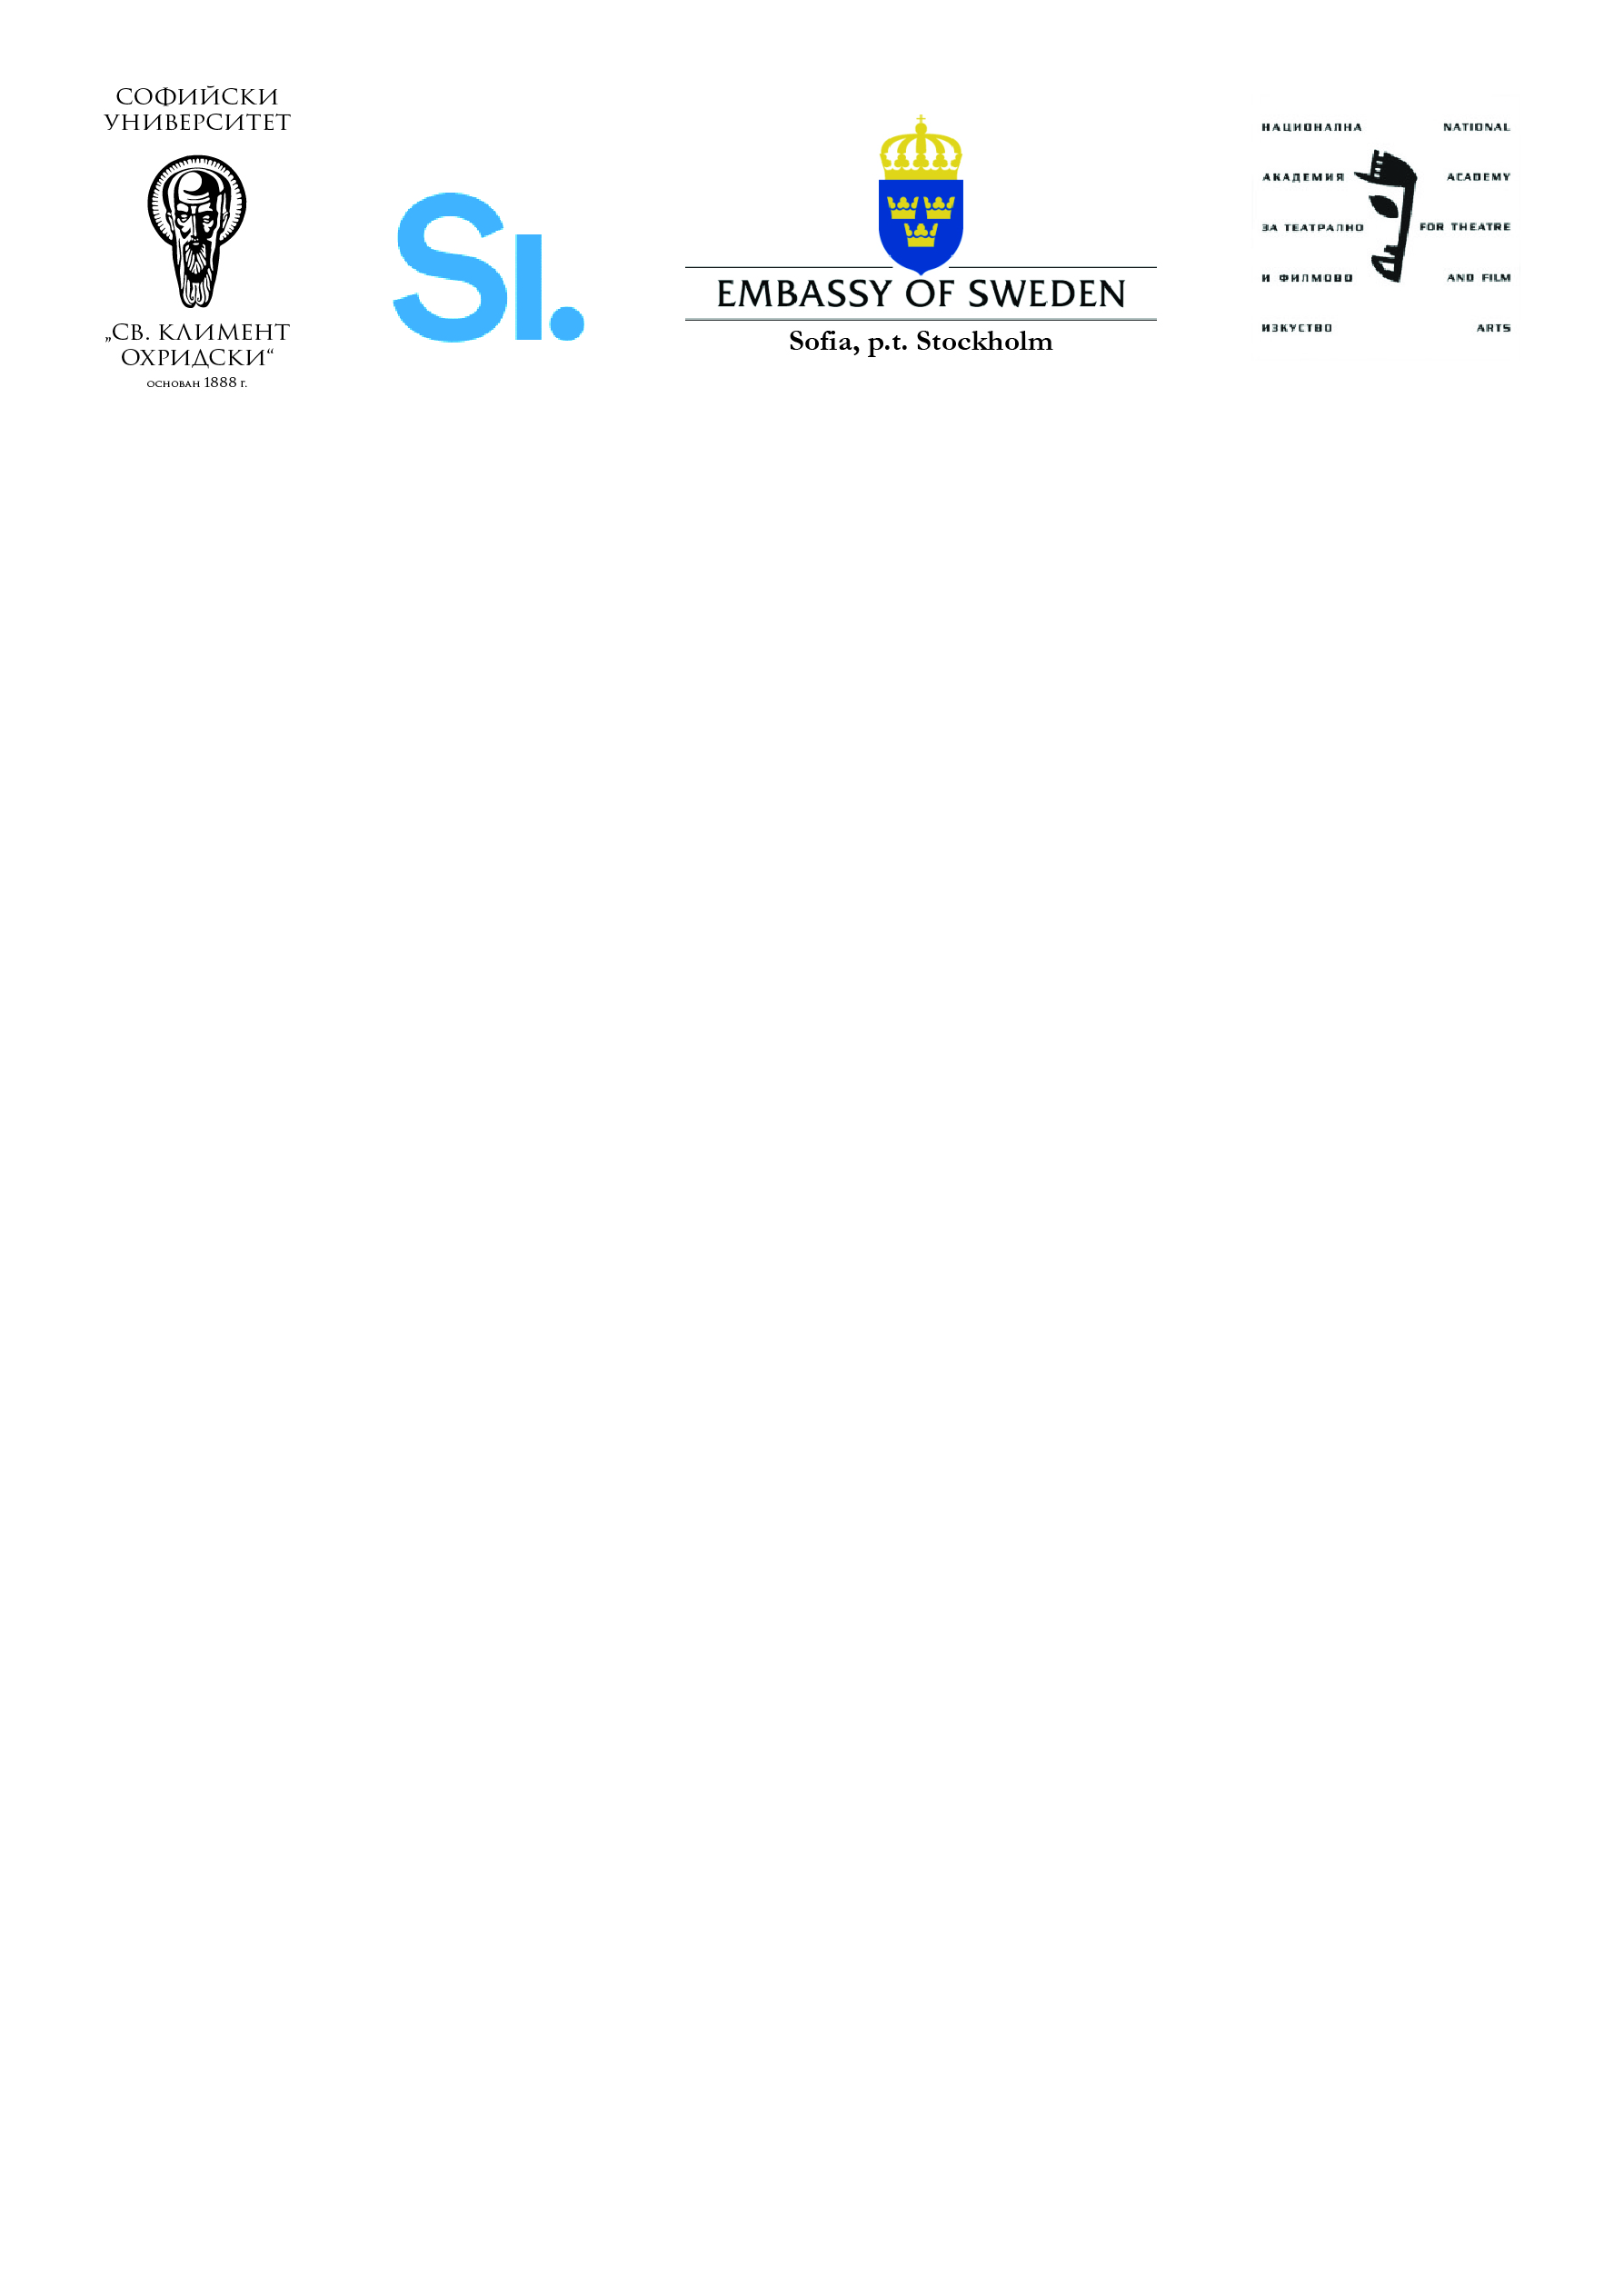 СОФИЙСКИ
УНИВЕРСИТЕТ
„СВ. КЛИМЕНТ
ОХРИДСКИ“
ОСНОВАН 1888 г.
Sı.
EMBASSY OF SWEDEN
Sofia, p.t. Stockholm
НАЦИОНАЛНА
АКАДЕМИЯ
ЗА ТЕАТРАЛНО
И ФИЛМОВО
ИЗКУСТВО
NATIONAL
ACADEMY
FOR THEATRE
AND FILM
ARTS